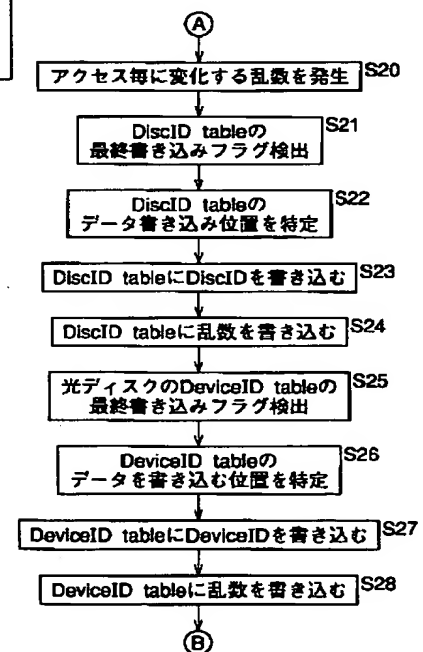 A
アクセス毎に変化する乱数を発生 S20
DiscID tableの S21
最終書き込みフラグ検出
DiscID tableの S22
データ書き込み位置を特定
DiscID tableにDiscIDを書き込む S23
DiscID tableに乱数を書き込む S24
光ディスクのDeviceID tableの S25
最終書き込みフラグ検出
DeviceID tableの S26
データを書き込む位置を特定
DeviceID tableにDeviceIDを書き込む S27
DeviceID tableに乱数を書き込む S28
B